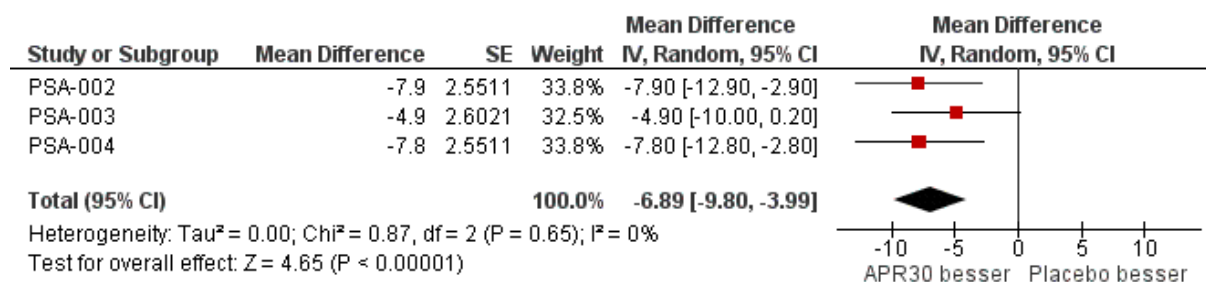 Mean Difference Mean Difference
Study or Subgroup Mean Difference SE Weight IV, Random, 95% CI IV, Random, 95% CI
PSA-002 -7.9 2.5511 33.8% -7.90 [-12.90, -2.90]
PSA-003 -4.9 2.6021 32.5% -4.90 [-10.00, 0.20]
PSA-004 -7.8 2.5511 33.8% -7.80 [-12.80, -2.80]
Total (95% CI) 100.0% -6.89 [-9.80, -3.99]
Heterogeneity: Tau² = 0.00; Chi² = 0.87, df = 2 (P = 0.65); I² = 0%
Test for overall effect: Z = 4.65 (P < 0.00001)
-10 -5 0 5 10
APR30 besser Placebo besser